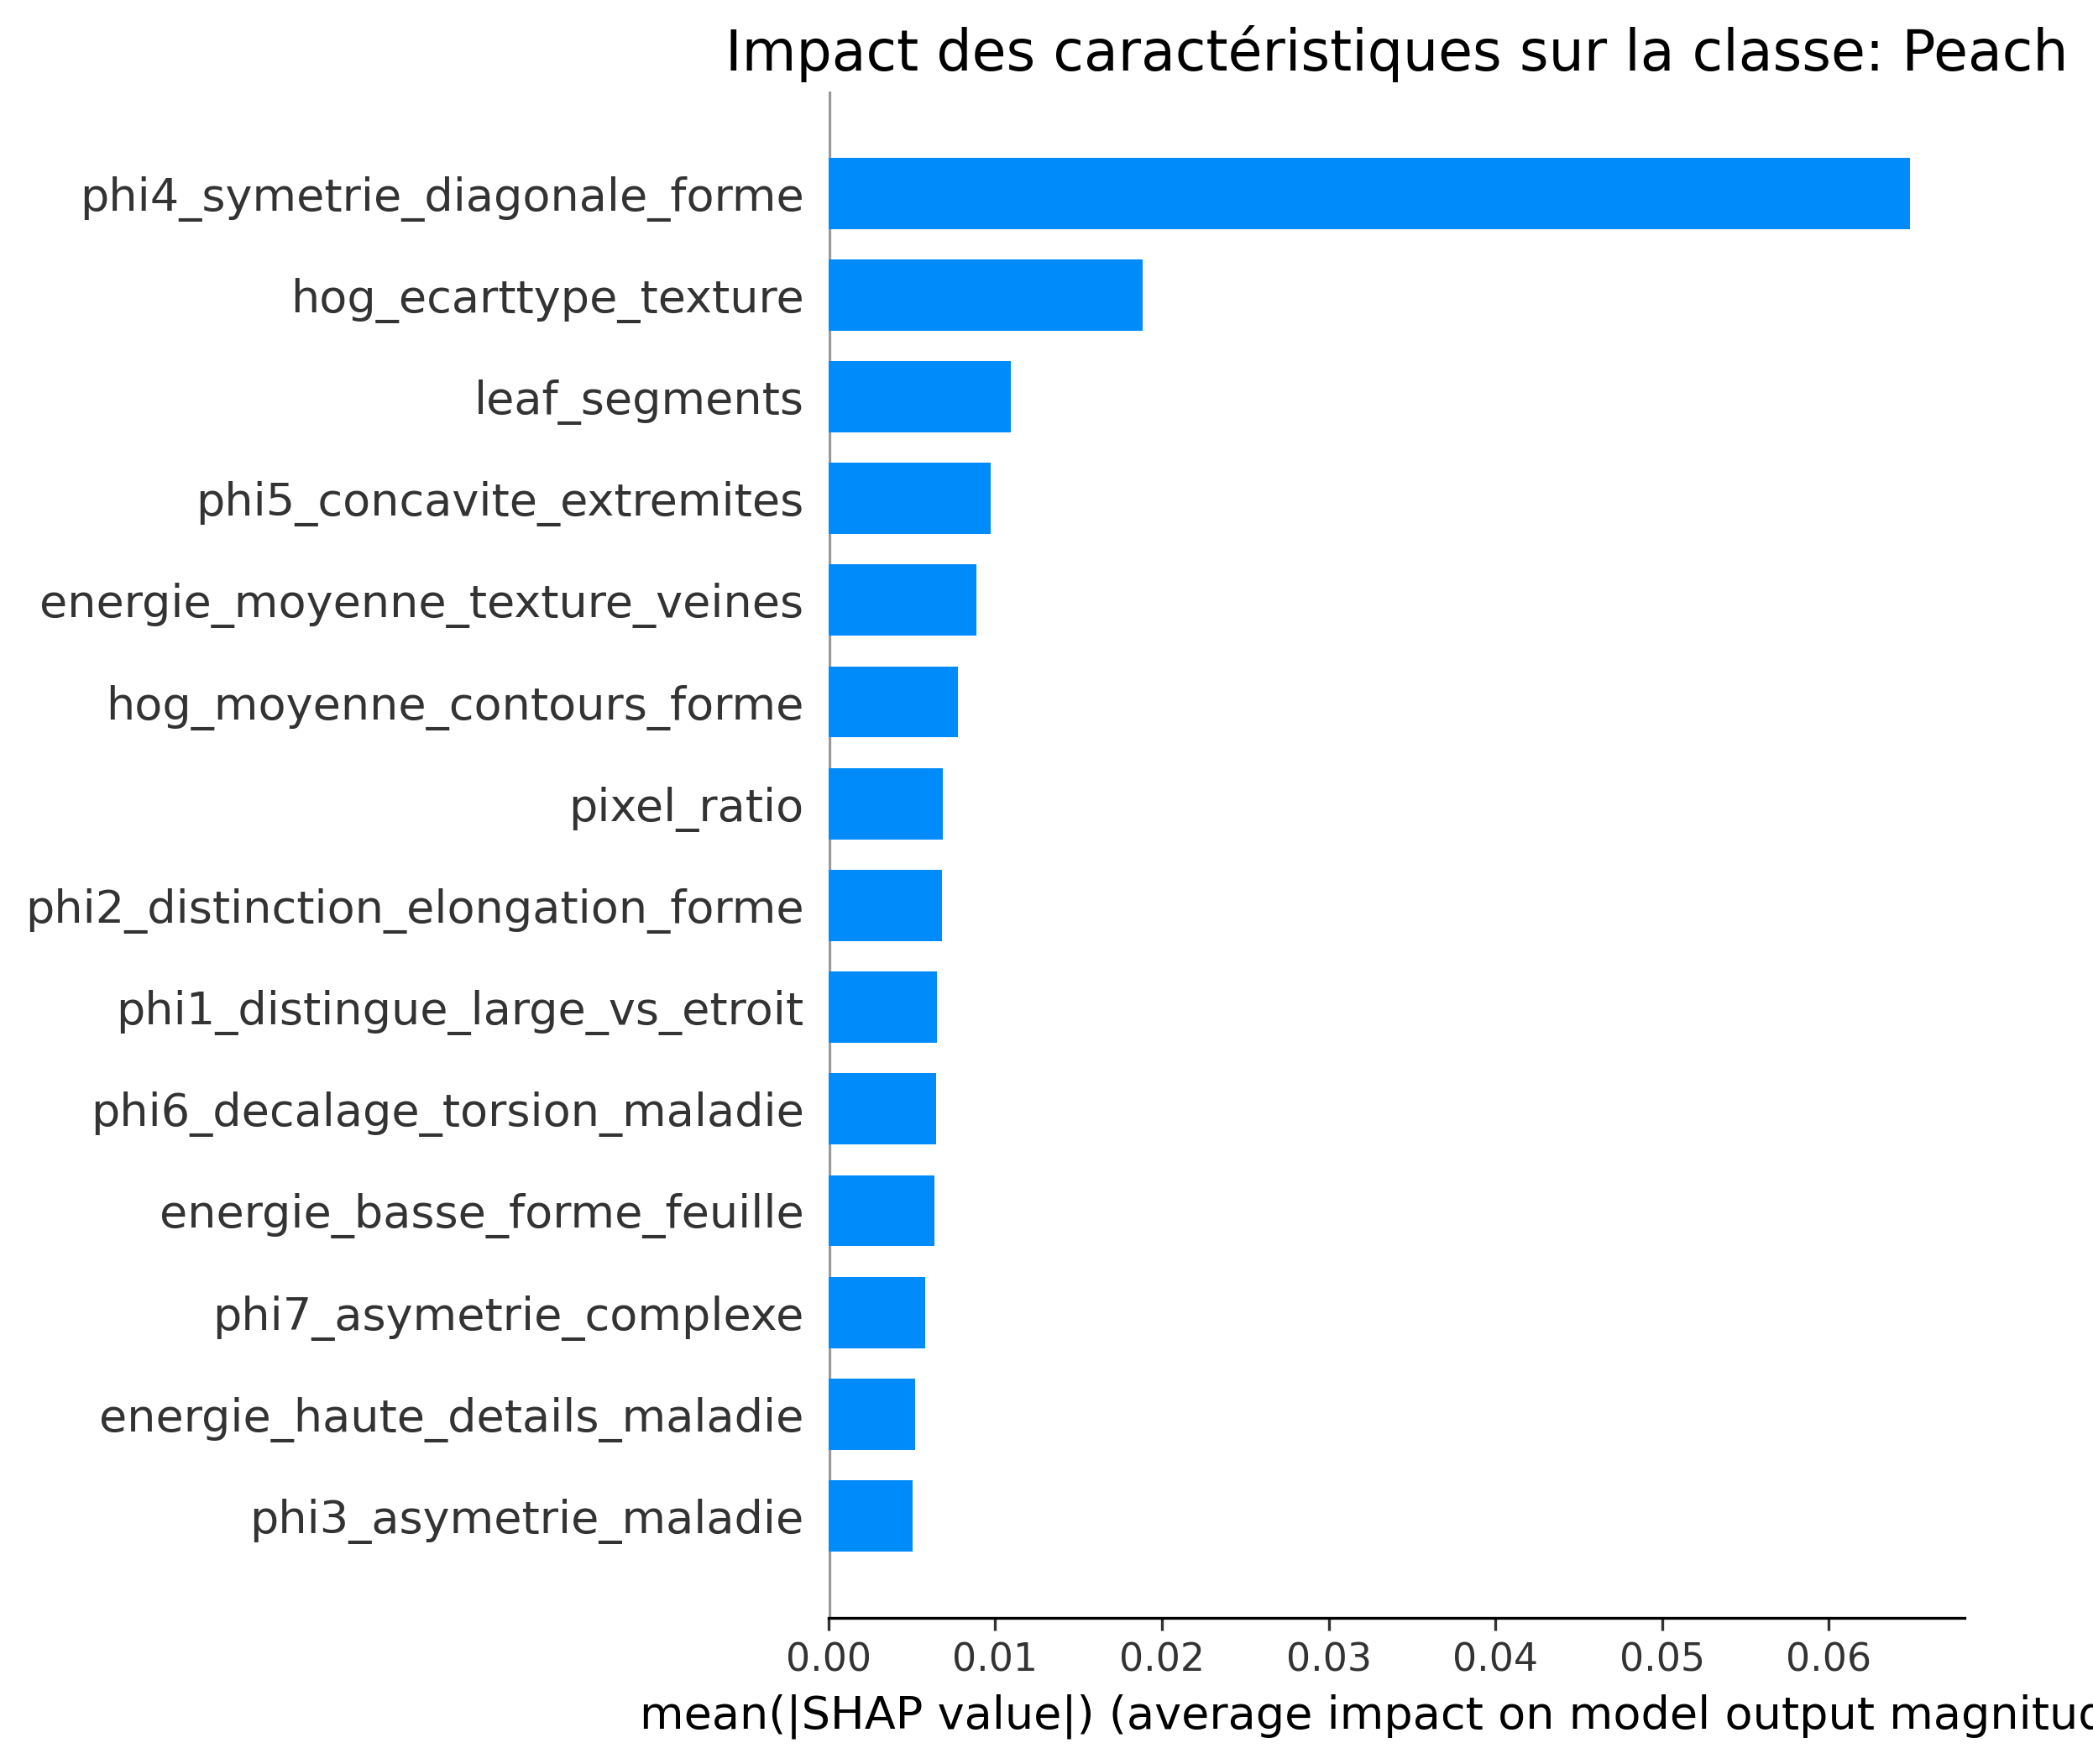 Impact des caractéristiques sur la classe: Peach
phi4_symetrie_diagonale_forme
hog_ecarttype_texture
leaf_segments
phi5_concavite_extremites
energie_moyenne_texture_veines
hog_moyenne_contours_forme
pixel_ratio
phi2_distinction_elongation_forme
phi1_distingue_large_vs_etroit
phi6_decalage_torsion_maladie
energie_basse_forme_feuille
phi7_asymetrie_complexe
energie_haute_details_maladie
phi3_asymetrie_maladie
0.00 0.01 0.02 0.03 0.04 0.05 0.06
mean(|SHAP value|) (average impact on model output